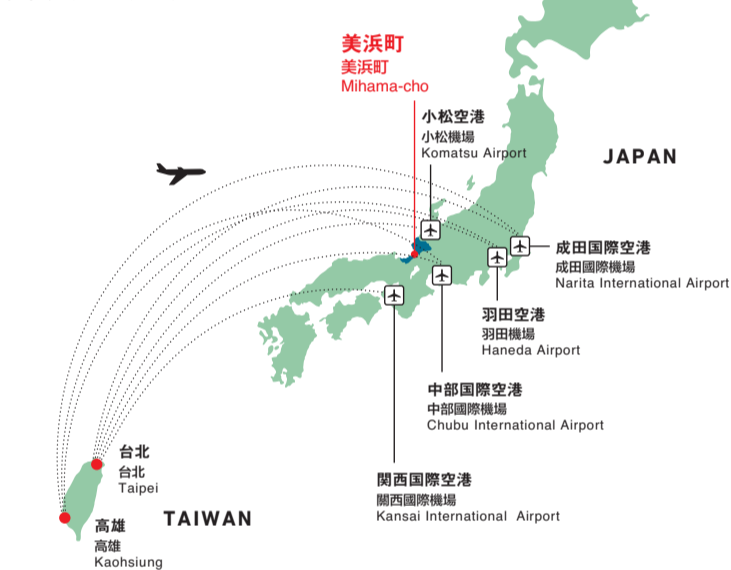 美浜町
美浜町
Mihama-cho
小松空港
小松機場
Komatsu Airport
JAPAN
成田国際空港
成田國際機場
Narita International Airport
羽田空港
羽田機場
Haneda Airport
中部国際空港
中部國際機場
Chubu International Airport
関西国際空港
關西國際機場
Kansai International Airport
台北
台北
Taipei
TAIWAN
高雄
高雄
Kaohsiung